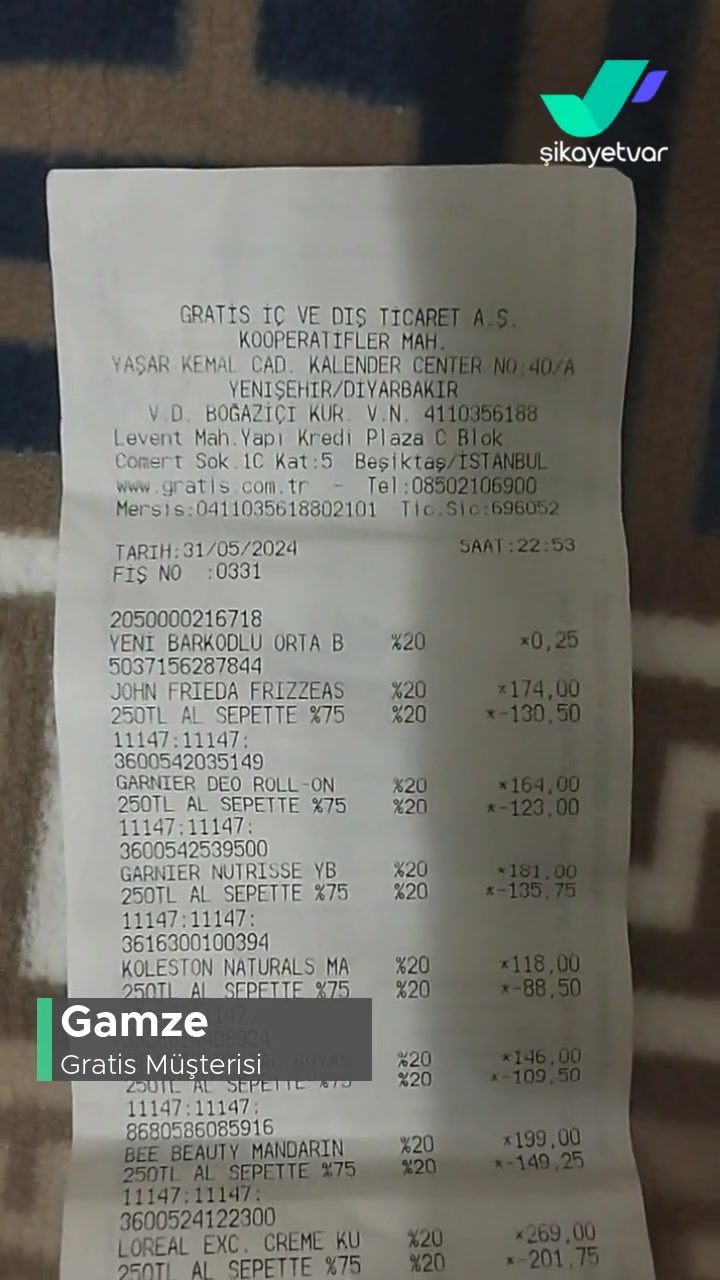 şikayetvar
GRATİS İÇ VE DIŞ TİCARET A.Ş.
KOOPERATİFLER MAH.
YAŞAR KEMAL CAD. KALENDER CENTER NO:40/A
YENİŞEHİR/DİYARBAKIR
V.D. BOĞAZİÇİ KUR. V.N. 4110356188
Levent Mah.Yapı Kredi Plaza C Blok
Cömert Sok.1C Kat:5 Beşiktaş/İSTANBUL
www.gratis.com.tr - Tel:08502106900
Mersis:0411035618802101 Tic.Sic:696052
TARİH:31/05/2024 SAAT:22:53
FİŞ NO :0331
2050000216718
YENİ BARKODLU ORTA B %20 *0,25
5037156287844
JOHN FRIEDA FRIZZEAS %20 *174,00
250TL AL SEPETTE %75 %20 *-130,50
11147:11147:
3600542035149
GARNIER DEO ROLL-ON %20 *164,00
250TL AL SEPETTE %75 %20 *-123,00
11147:11147:
3600542539500
GARNIER NUTRISSE YB %20 *181,00
250TL AL SEPETTE %75 %20 *-135,75
11147:11147:
3616300100394
KOLESTON NATURALS MA %20 *118,00
250TL AL SEPETTE %75 %20 *-88,50
Gamze
Gratis Müşterisi
%20 *146,00
250TL AL SEPETTE %75 %20 *-109,50
11147:11147:
8680586085916
BEE BEAUTY MANDARIN %20 *199,00
250TL AL SEPETTE %75 %20 *-149,25
11147:11147:
3600524122300
LOREAL EXC. CREME KU %20 *269,00
250TL AL SEPETTE %75 %20 *-201,75